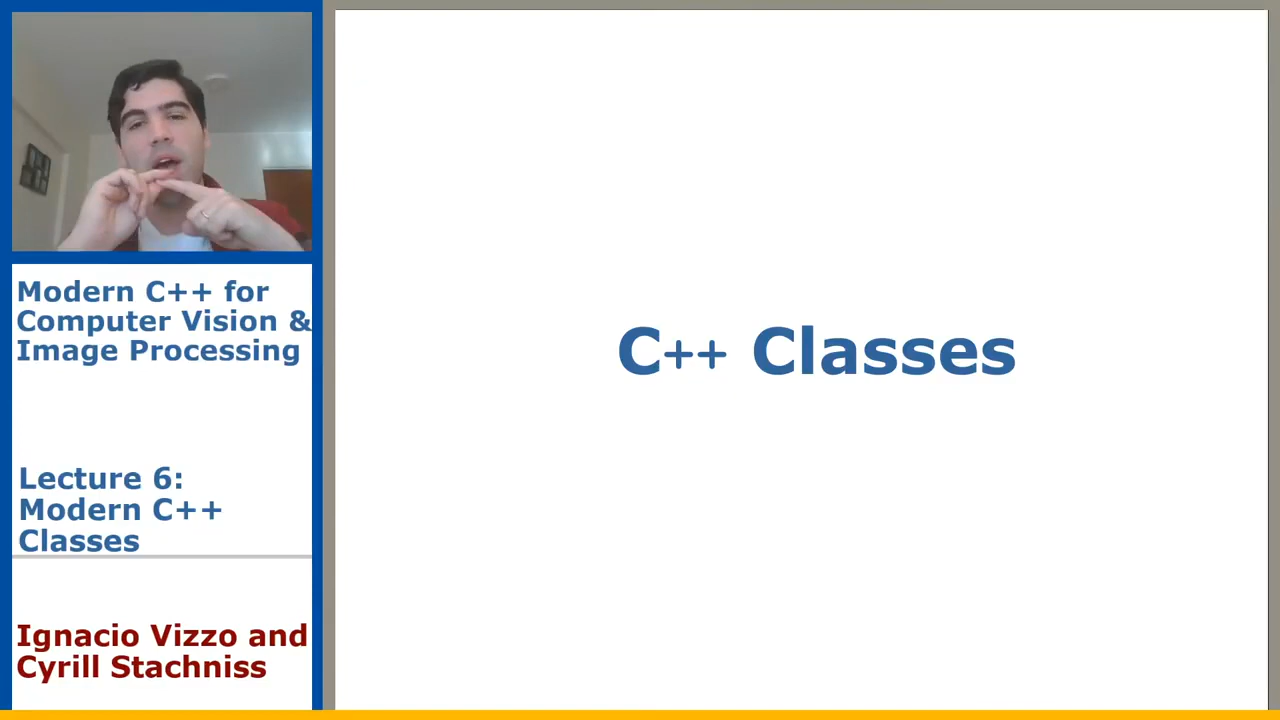 Modern C++ for
Computer Vision &
Image Processing
Lecture 6:
Modern C++
Classes
Ignacio Vizzo and
Cyrill Stachniss
C++ Classes